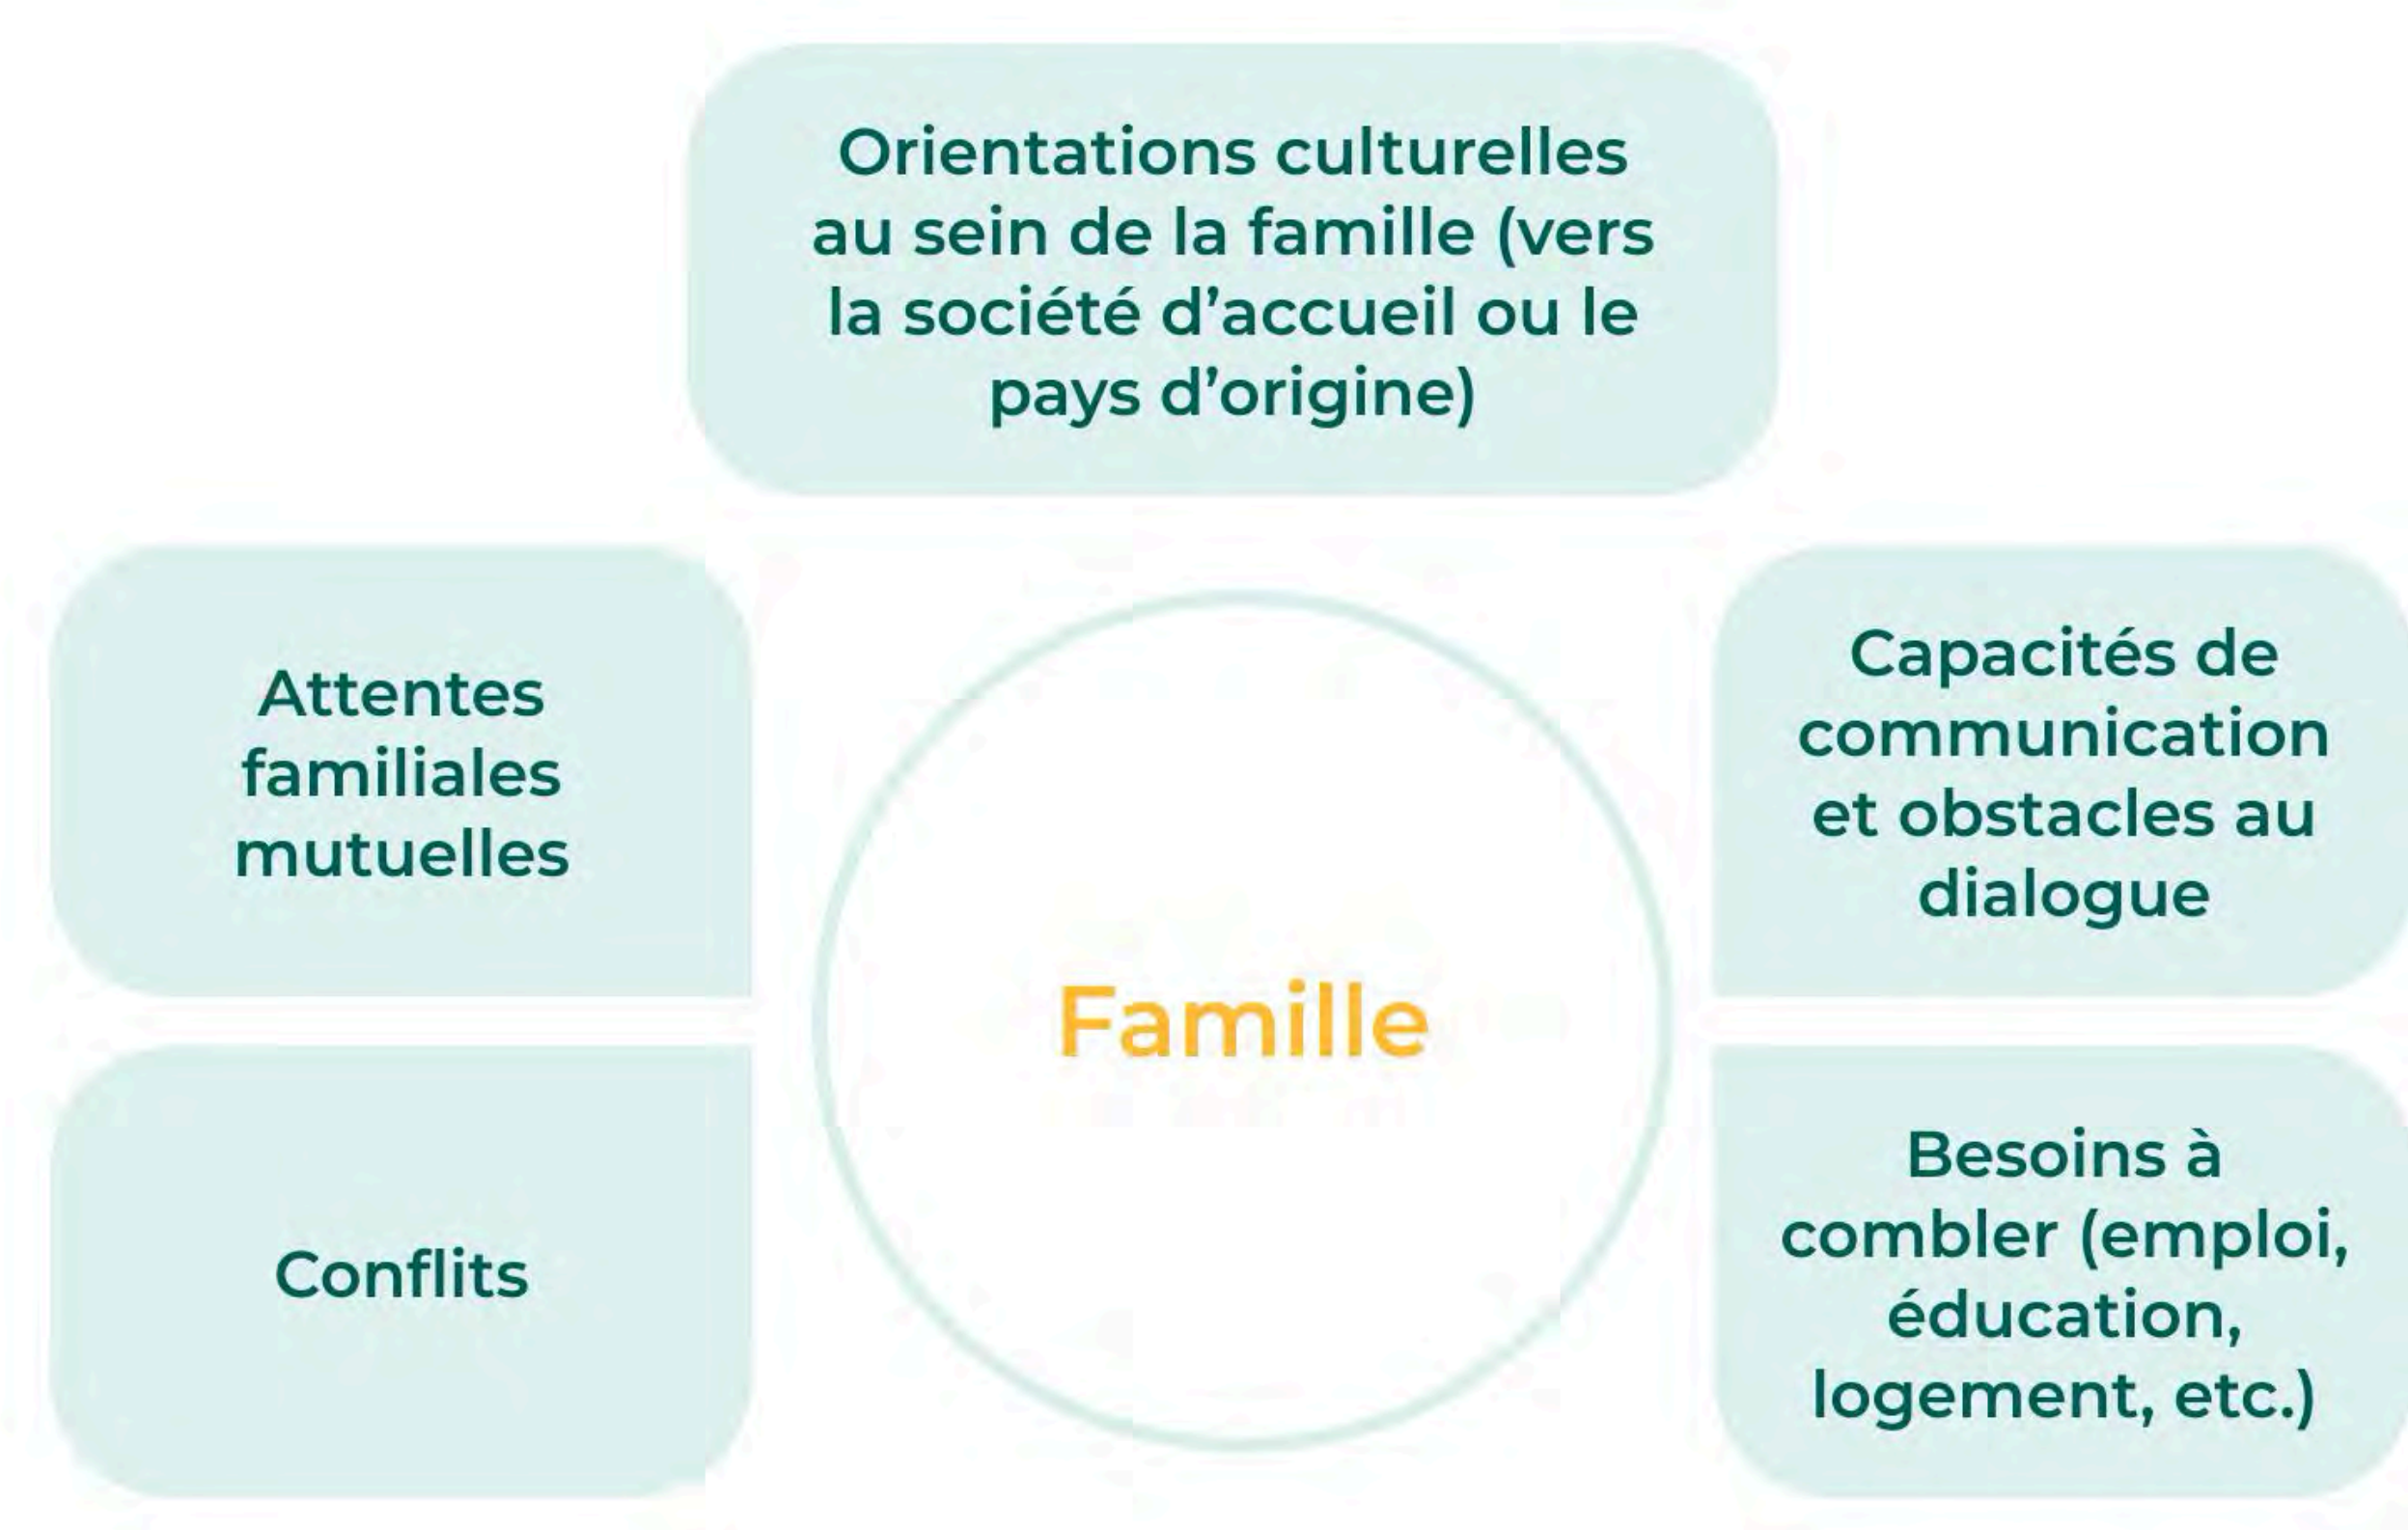 Orientations culturelles
au sein de la famille (vers
la société d’accueil ou le
pays d’origine)
Attentes
familiales
mutuelles
Capacités de
communication
et obstacles au
dialogue
Famille
Conflits
Besoins à
combler (emploi,
éducation,
logement, etc.)